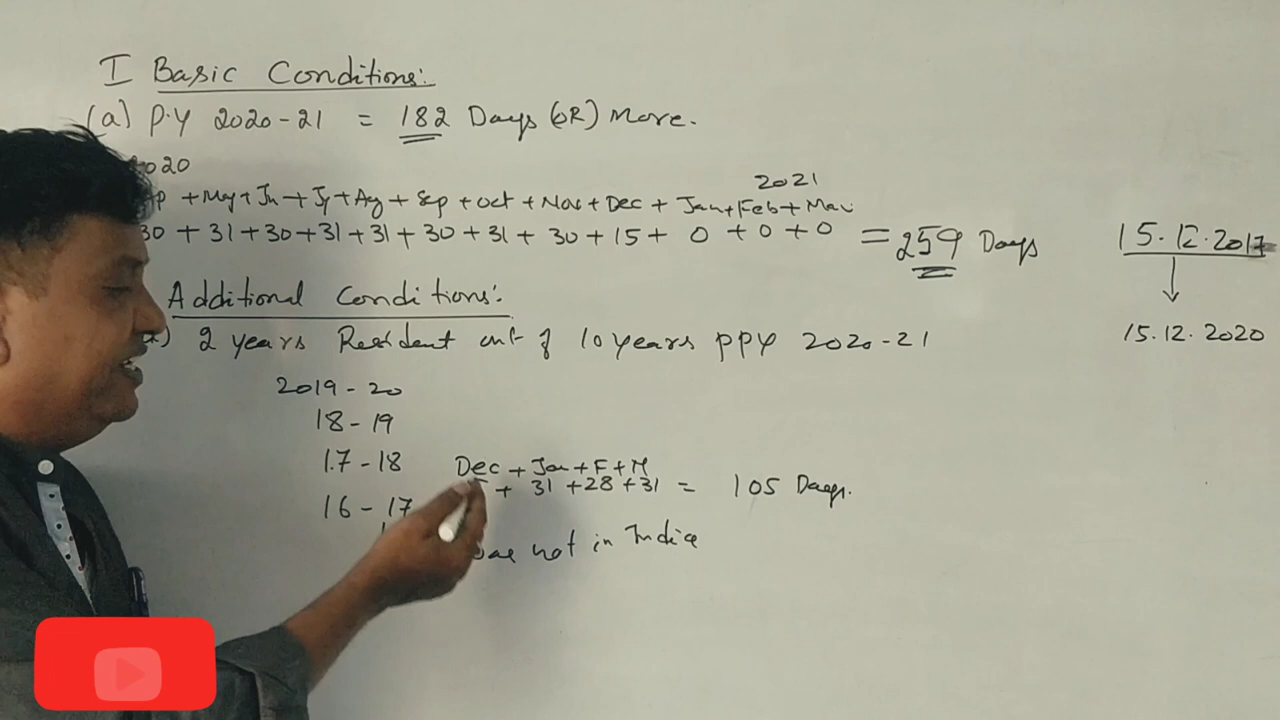 I Basic Conditions:
(a) P.Y 2020-21 = 182 Days (OR) More.
2020
2021
+ May + Jn + Jy + Ag + Sep + Oct + Nov + Dec + Jan + Feb + Mar
30 + 31 + 30 + 31 + 31 + 30 + 31 + 30 + 15 + 0 + 0 + 0 = 259 Days
15.12.2017
15.12.2020
Additional Conditions:
2 years Resident out of 10 years PPY 2020-21
2019-20
18-19
17-18 Dec + Jan + F + M
+ 31 + 28 + 31 = 105 Days.
16-17
not in India